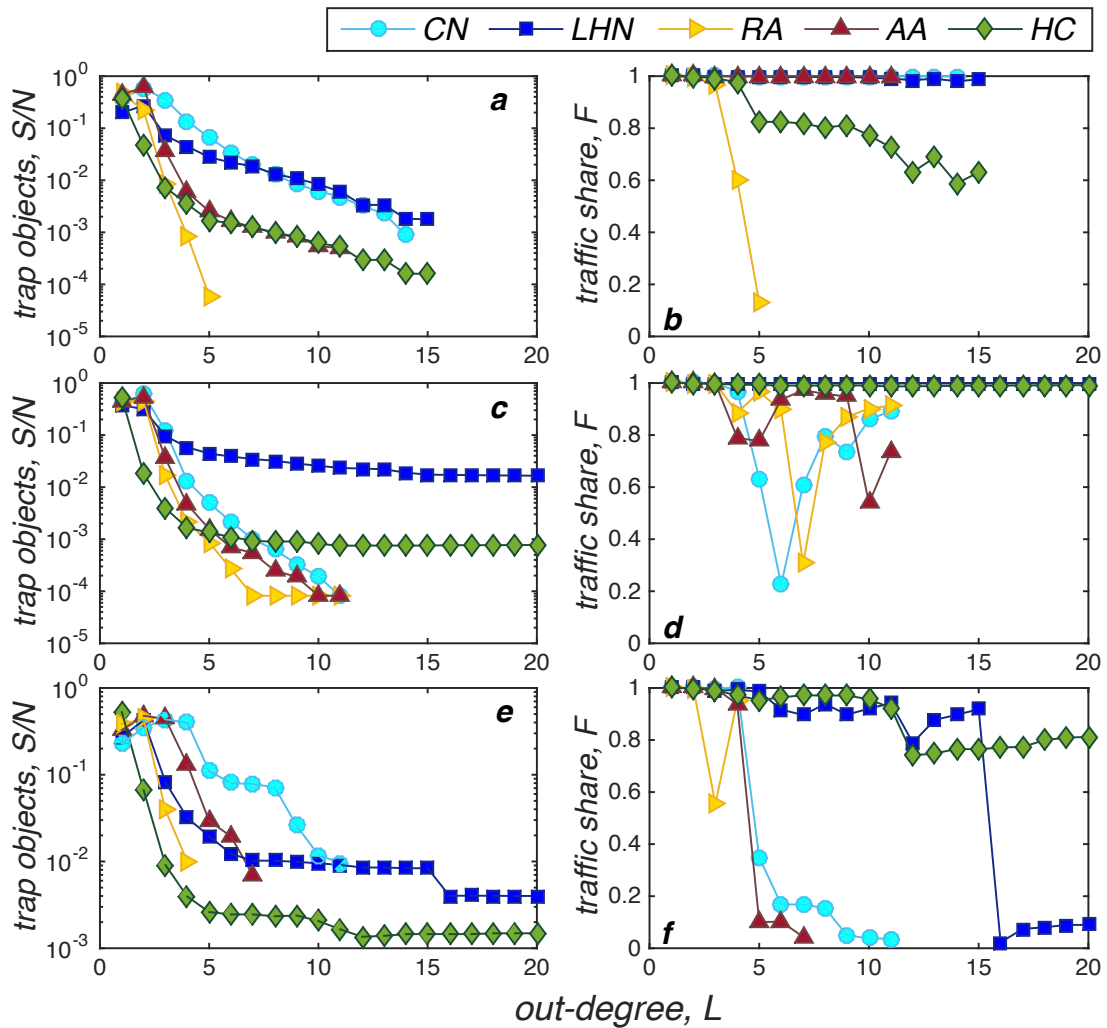 CN LHN RA AA HC
a
trap objects, S/N
10^0
10^-1
10^-2
10^-3
10^-4
10^-5
0 5 10 15 20
b
traffic share, F
1
0.8
0.6
0.4
0.2
1
0 5 10 15 20
c
trap objects, S/N
10^0
10^-1
10^-2
10^-3
10^-4
10^-5
0 5 10 15 20
d
traffic share, F
1
0.8
0.6
0.4
0.2
1
0 5 10 15 20
e
trap objects, S/N
10^0
10^-1
10^-2
10^-3
0 5 10 15 20
f
traffic share, F
1
0.8
0.6
0.4
0.2
0
0 5 10 15 20
out-degree, L